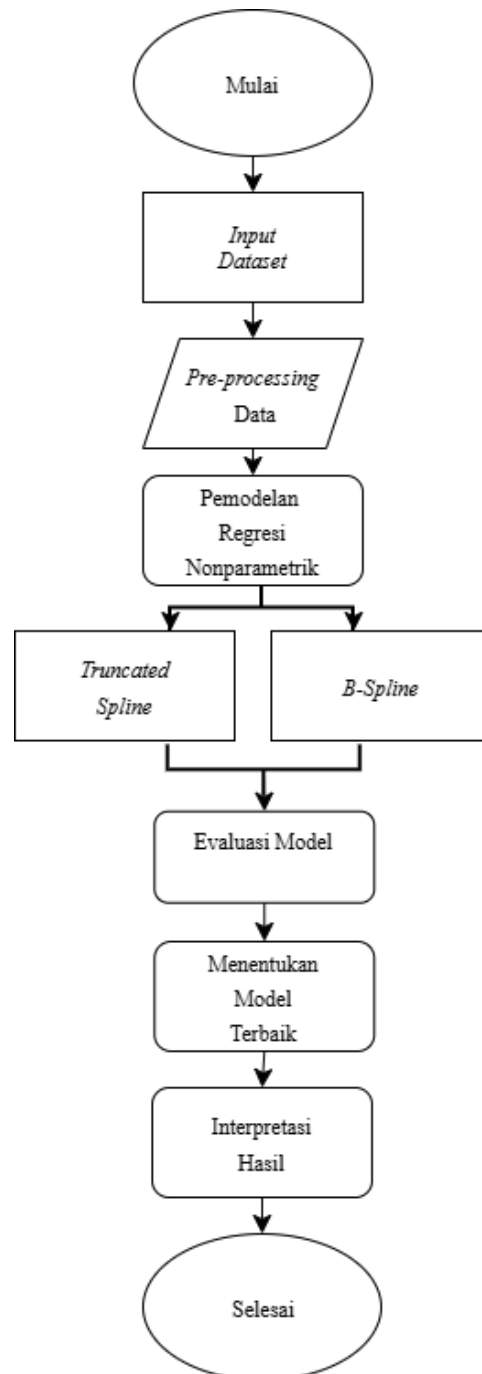 Mulai
Input
Dataset
Pre-processing
Data
Pemodelan
Regresi
Nonparametrik
Truncated
Spline
B-Spline
Evaluasi Model
Menentukan
Model
Terbaik
Interpretasi
Hasil
Selesai